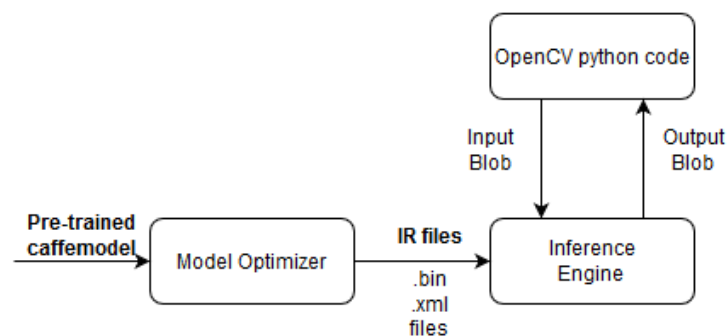 OpenCV python code
Input
Blob
Output
Blob
Pre-trained
caffemodel
Model Optimizer
IR files
.bin
.xml
files
Inference
Engine